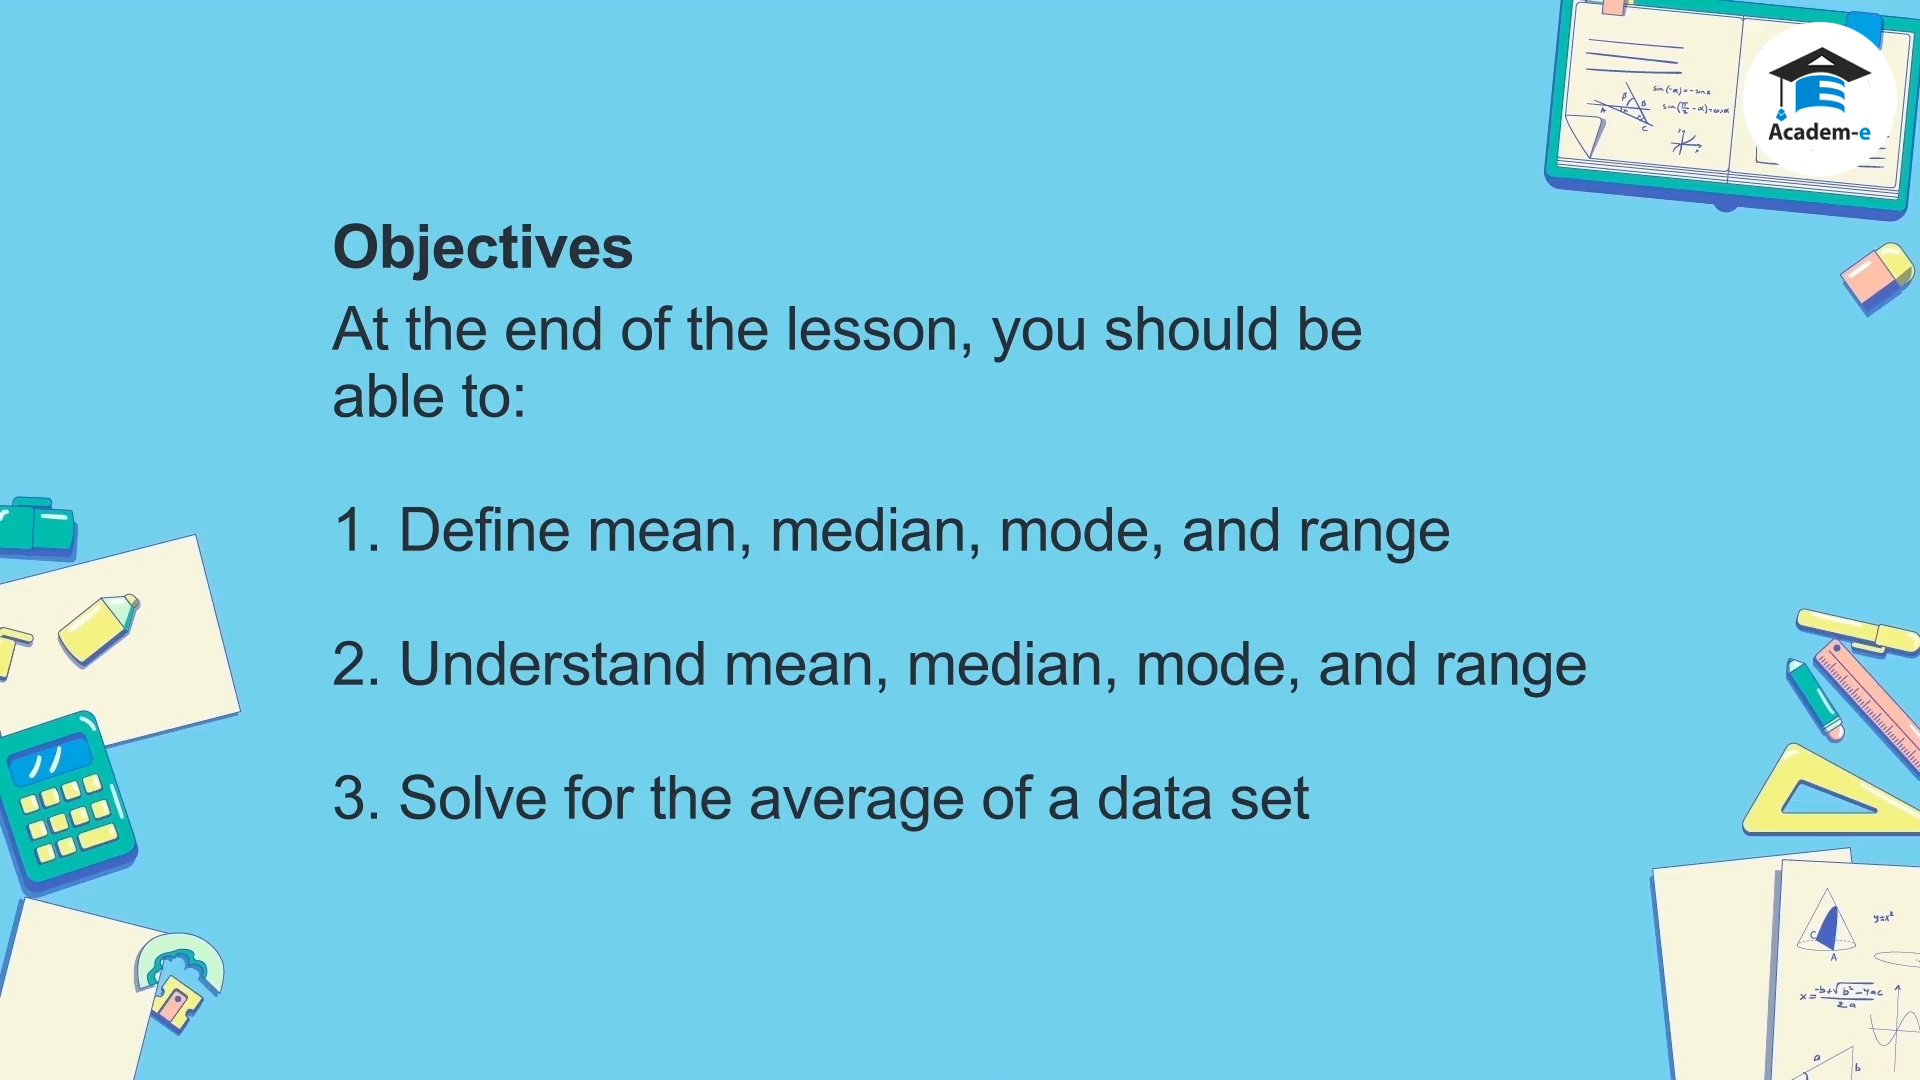 Academ-e
Objectives
At the end of the lesson, you should be
able to:
1. Define mean, median, mode, and range
2. Understand mean, median, mode, and range
3. Solve for the average of a data set
y=x²
C
A
a
b